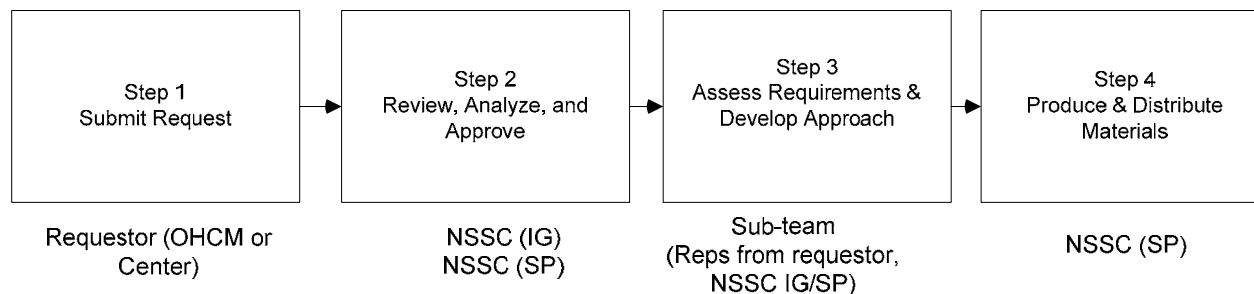 Step 1
Submit Request
Step 2
Review, Analyze, and
Approve
Step 3
Assess Requirements &
Develop Approach
Step 4
Produce & Distribute
Materials
Requestor (OHCM or
Center)
NSSC (IG)
NSSC (SP)
Sub-team
(Reps from requestor,
NSSC IG/SP)
NSSC (SP)